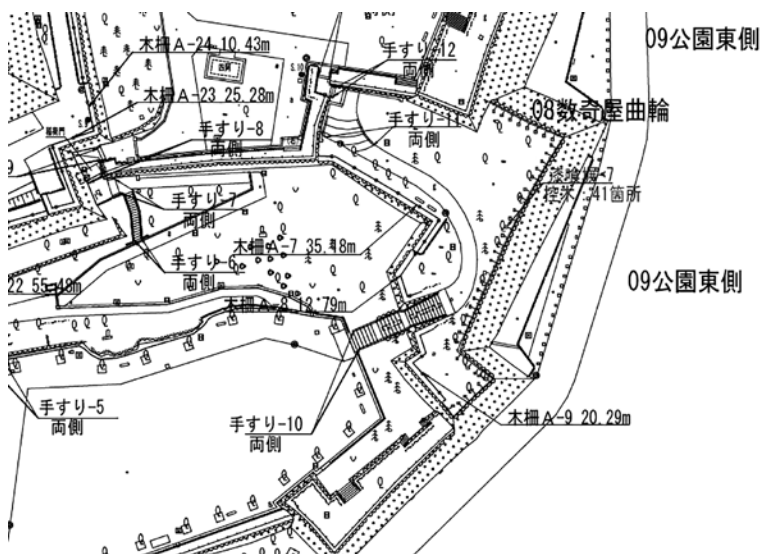 木柵A-24 10.43m
手すり-12
両側
09公園東側
木柵A-23 25.28m
08数奇屋曲輪
手すり-8
両側
手すり-11
両側
控米 :41箇所
手すり-7
両側
木柵A-7 35.48m
手すり-6
両側
09公園東側
22 55.48m
木柵A-8 18.79m
手すり-5
両側
手すり-10
両側
木柵A-9 20.29m